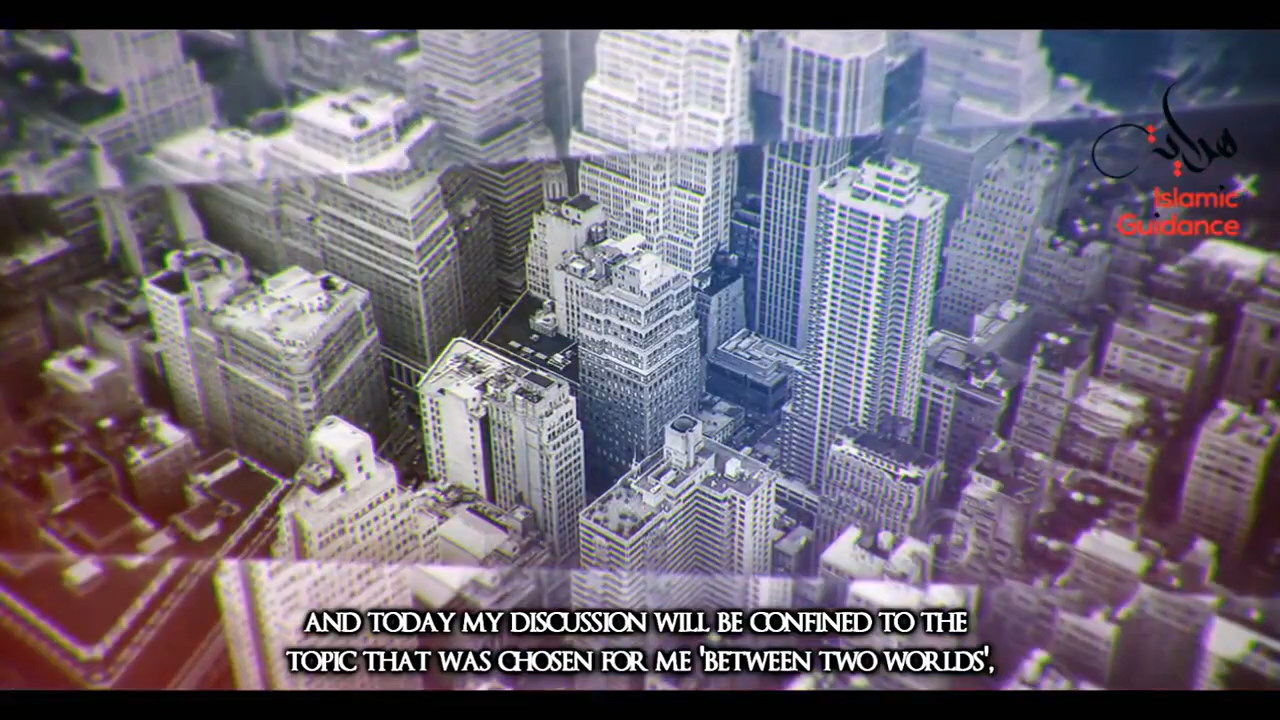 هداية
Islamic
Guidance
AND TODAY MY DISCUSSION WILL BE CONFINED TO THE
TOPIC THAT WAS CHOSEN FOR ME 'BETWEEN TWO WORLDS',